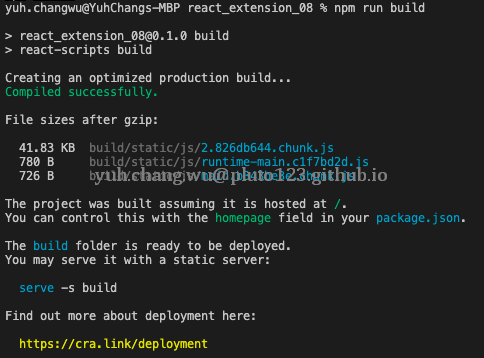 yuh.changwu@YuhChangs-MBP react_extension_08 % npm run build
> react_extension_08@0.1.0 build
> react-scripts build
Creating an optimized production build...
Compiled successfully.
File sizes after gzip:
41.83 KB build/static/js/2.826db644.chunk.js
780 B build/static/js/runtime-main.c1f7bd2d.js
726 B
yuh.changwu@pluto123.github.io
The project was built assuming it is hosted at /.
You can control this with the homepage field in your package.json.
The build folder is ready to be deployed.
You may serve it with a static server:
serve -s build
Find out more about deployment here:
https://cra.link/deployment